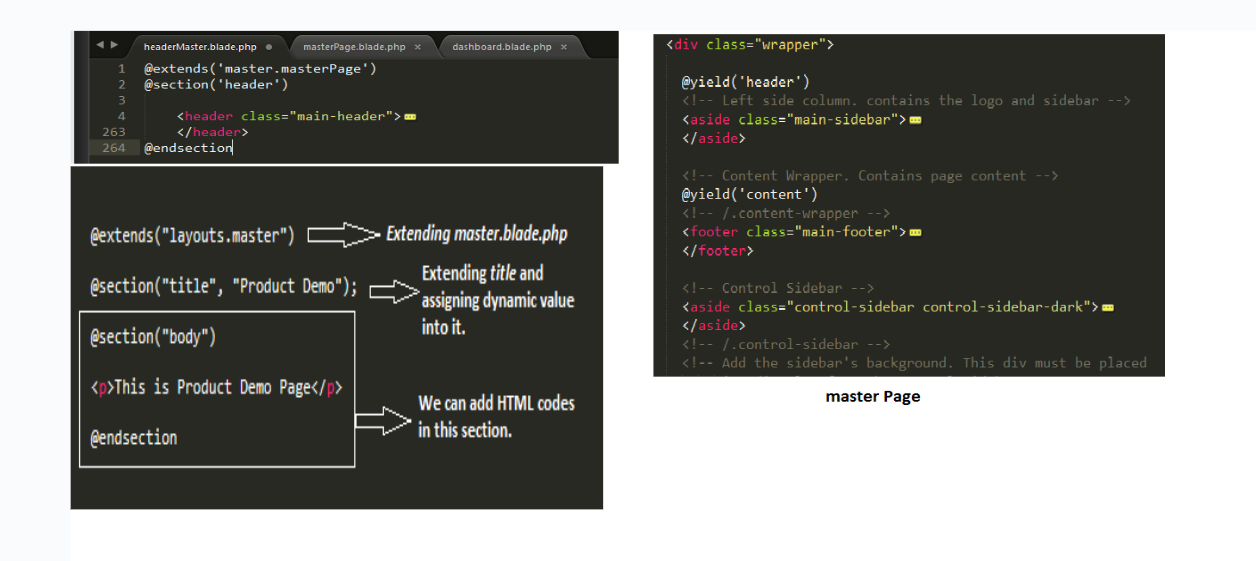 headerMaster.blade.php
masterPage.blade.php ×
dashboard.blade.php ×
1 @extends('master.masterPage')
2 @section('header')
3
4 <header class="main-header">
263 </header>
264 @endsection
@extends("layouts.master")
Extending master.blade.php
@section("title", "Product Demo");
Extending title and
assigning dynamic value
into it.
@section("body")
<p>This is Product Demo Page</p>
@endsection
We can add HTML codes
in this section.
<div class="wrapper">
@yield('header')
<!-- Left side column. contains the logo and sidebar -->
<aside class="main-sidebar">
</aside>
<!-- Content Wrapper. Contains page content -->
@yield('content')
<!-- /.content-wrapper -->
<footer class="main-footer">
</footer>
<!-- Control Sidebar -->
<aside class="control-sidebar control-sidebar-dark">
</aside>
<!-- /.control-sidebar -->
<!-- Add the sidebar's background. This div must be placed
master Page